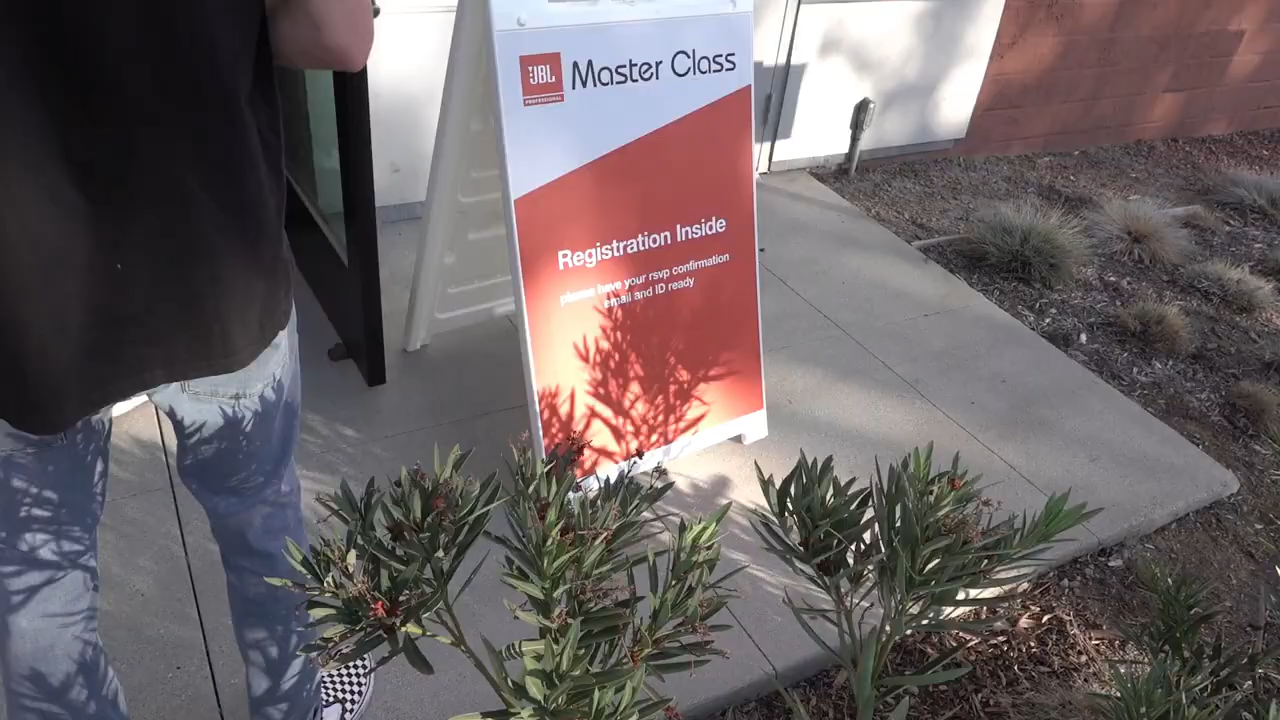 JBL
PROFESSIONAL
Master Class
Registration Inside
please have your rsvp confirmation
email and ID ready